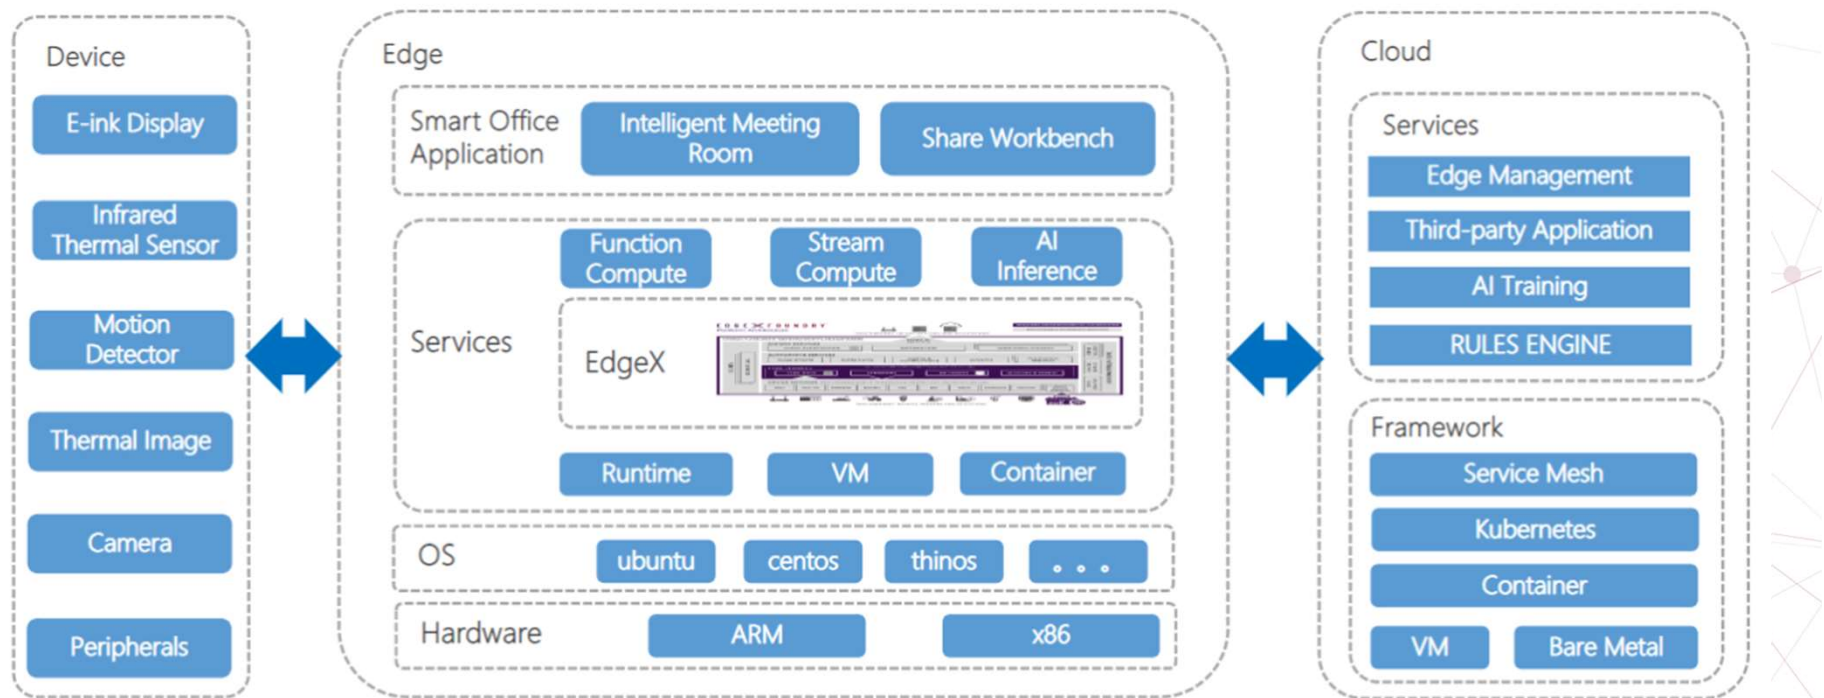 Device
E-ink Display
Infrared
Thermal Sensor
Motion
Detector
Thermal Image
Camera
Peripherals
Edge
Smart Office
Application
Intelligent Meeting
Room
Share Workbench
Services
Function
Compute
Stream
Compute
AI
Inference
EdgeX
EDGE X FOUNDRY
Runtime
VM
Container
OS
ubuntu
centos
thinos
。。。
Hardware
ARM
x86
Cloud
Services
Edge Management
Third-party Application
AI Training
RULES ENGINE
Framework
Service Mesh
Kubernetes
Container
VM
Bare Metal